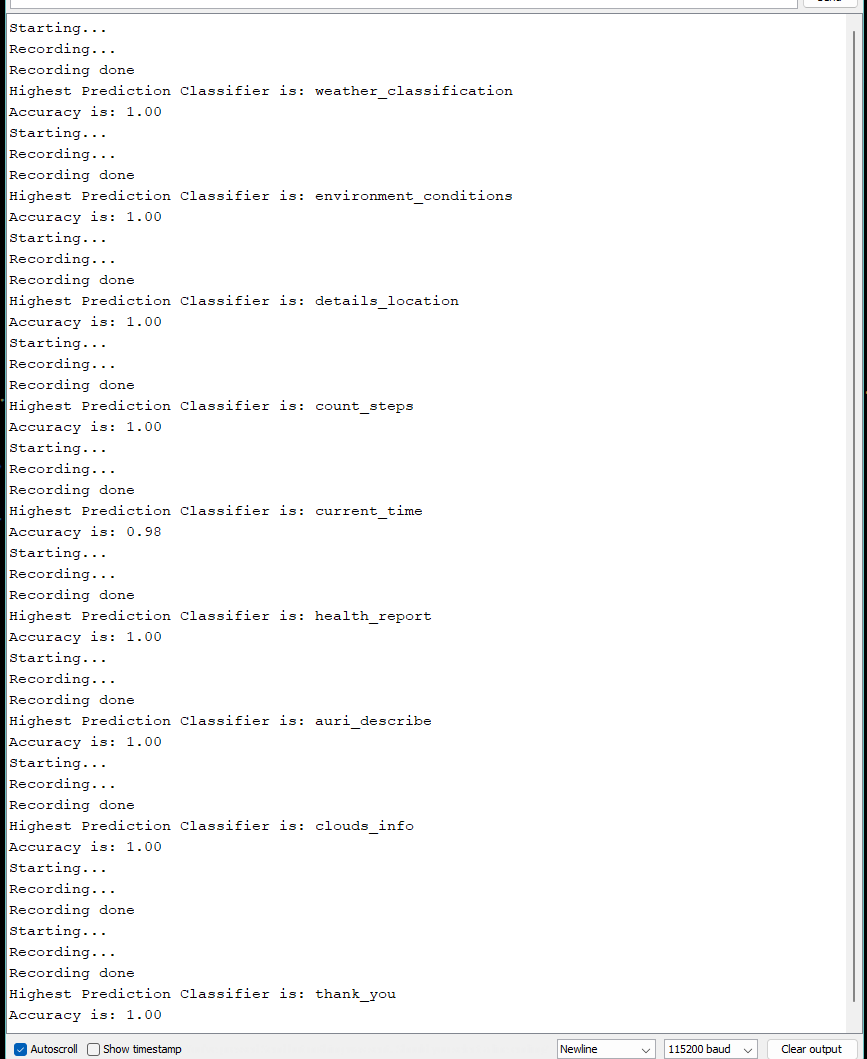 Starting...
Recording...
Recording done
Highest Prediction Classifier is: weather_classification
Accuracy is: 1.00
Starting...
Recording...
Recording done
Highest Prediction Classifier is: environment_conditions
Accuracy is: 1.00
Starting...
Recording...
Recording done
Highest Prediction Classifier is: details_location
Accuracy is: 1.00
Starting...
Recording...
Recording done
Highest Prediction Classifier is: count_steps
Accuracy is: 1.00
Starting...
Recording...
Recording done
Highest Prediction Classifier is: current_time
Accuracy is: 0.98
Starting...
Recording...
Recording done
Highest Prediction Classifier is: health_report
Accuracy is: 1.00
Starting...
Recording...
Recording done
Highest Prediction Classifier is: auri_describe
Accuracy is: 1.00
Starting...
Recording...
Recording done
Highest Prediction Classifier is: clouds_info
Accuracy is: 1.00
Starting...
Recording...
Recording done
Starting...
Recording...
Recording done
Highest Prediction Classifier is: thank_you
Accuracy is: 1.00
Autoscroll Show timestamp Newline 115200 baud Clear output